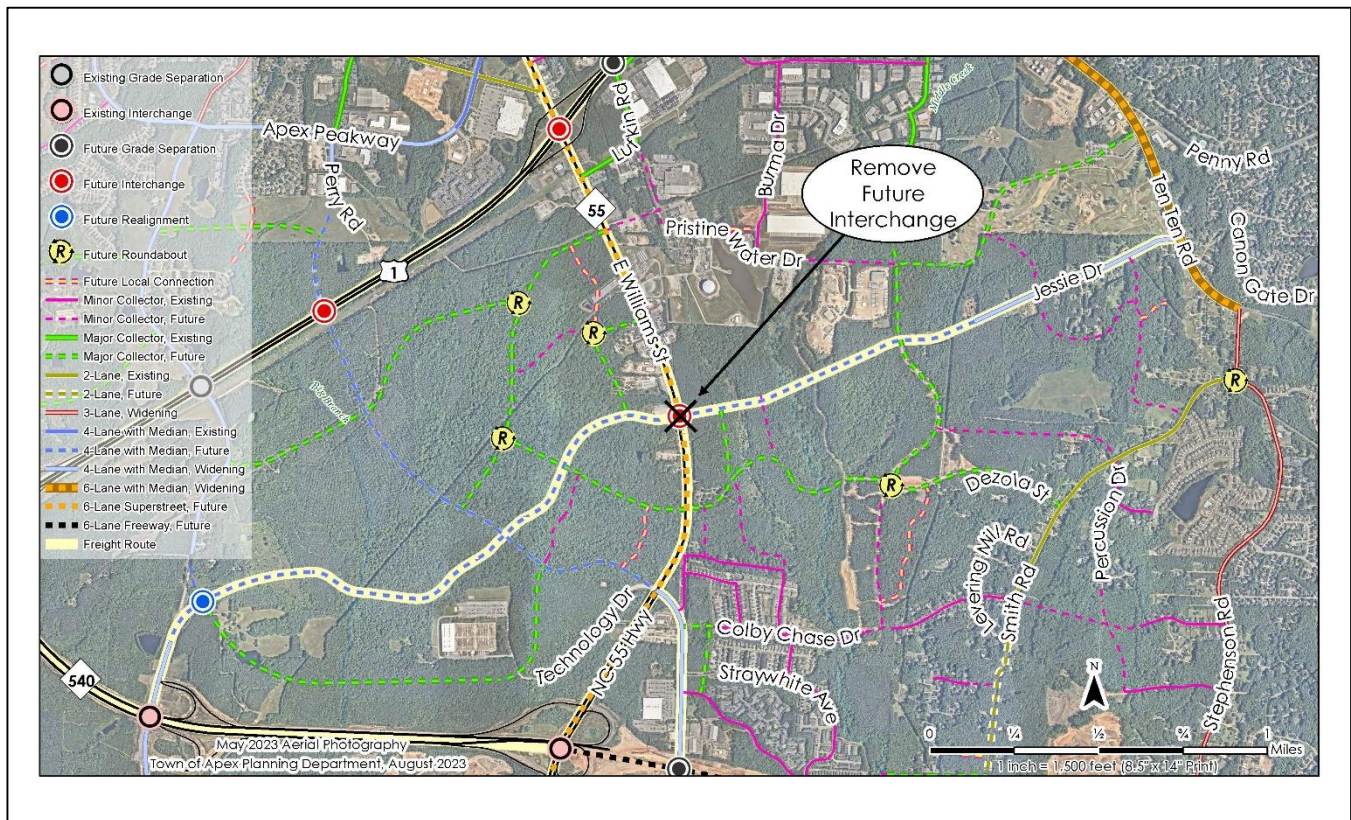 Existing Grade Separation
Existing Interchange
Future Grade Separation
Future Interchange
Future Realignment
R
Future Roundabout
Future Local Connection
Minor Collector, Existing
Minor Collector, Future
Major Collector, Existing
Major Collector, Future
2-Lane, Existing
2-Lane, Future
3-Lane, Widening
4-Lane with Median, Existing
4-Lane with Median, Future
4-Lane with Median, Widening
6-Lane with Median, Widening
6-Lane Superstreet, Future
6-Lane Freeway, Future
Freight Route
Apex Peakway
Perry Rd
Lufkin Rd
Burma Dr
Middle Creek
Penny Rd
Ten Ten Rd
Canon
Gate Dr
Remove
Future
Interchange
55
Pristine
Water Dr
E Williams St
1
Jessie Dr
R
R
R
R
R
Big Branch
Dezola St
Levering Mill Rd
Smith Rd
Percussion Dr
Stephenson Rd
Technology Dr
NC 55 Hwy
Colby Chase Dr
Straywhite Ave
540
N
0 ¼ ½ ¾ 1
Miles
1 inch = 1,500 feet (8.5" x 14" Print)
May 2023 Aerial Photography
Town of Apex Planning Department, August 2023